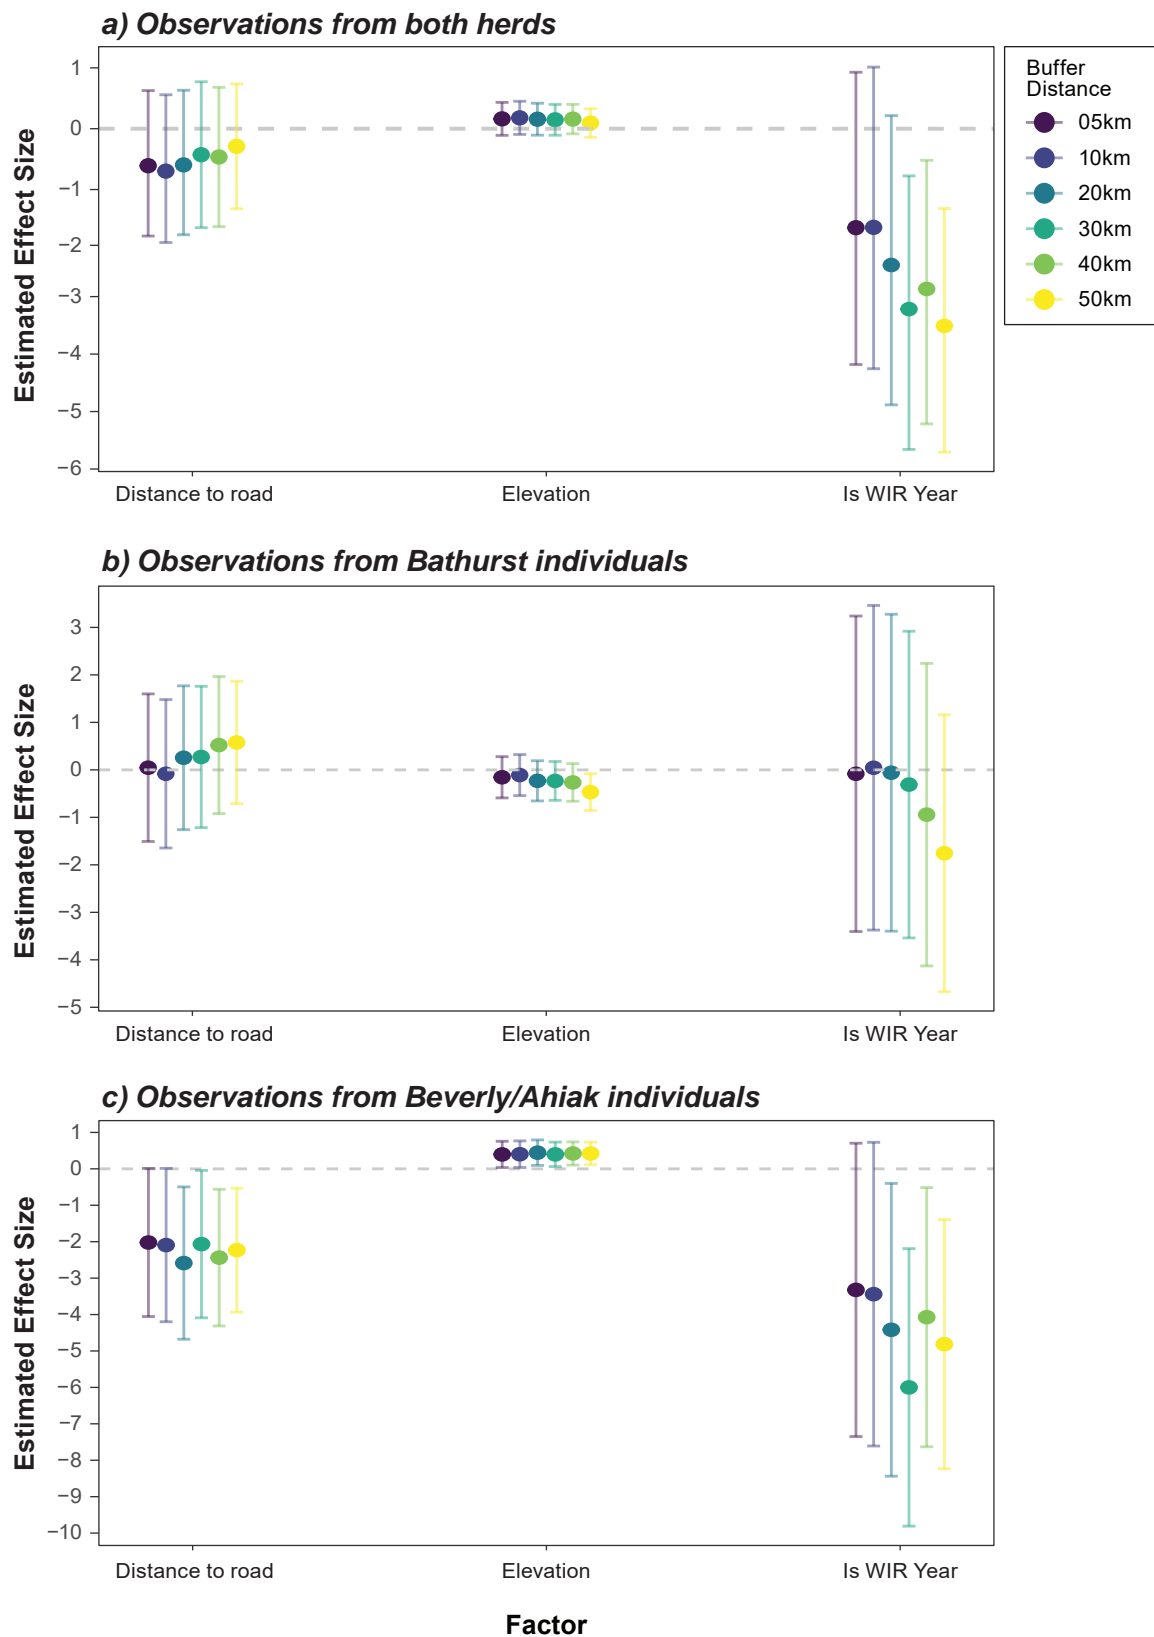 a) Observations from both herds
Estimated Effect Size
1
0
−1
−2
−3
−4
−5
−6
Distance to road
Elevation
Is WIR Year
Buffer
Distance
05km
10km
20km
30km
40km
50km
b) Observations from Bathurst individuals
Estimated Effect Size
3
2
1
0
−1
−2
−3
−4
−5
Distance to road
Elevation
Is WIR Year
c) Observations from Beverly/Ahiak individuals
Estimated Effect Size
1
0
−1
−2
−3
−4
−5
−6
−7
−8
−9
−10
Distance to road
Elevation
Is WIR Year
Factor